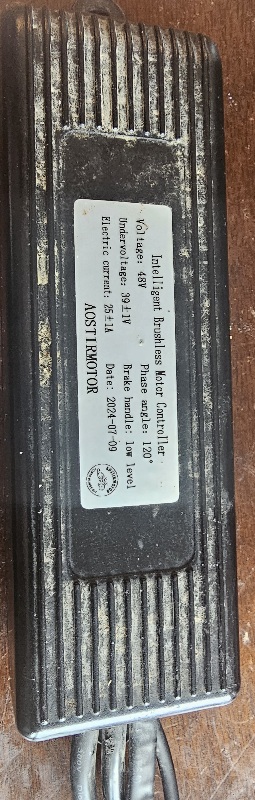 Intelligent Brushless Motor Controller
Voltage: 48V Phase angle: 120°
Undervoltage: 39±1V Brake handle: low level
Electric current: 25±1A Date: 2024-07-09
AOSTIRMOTOR